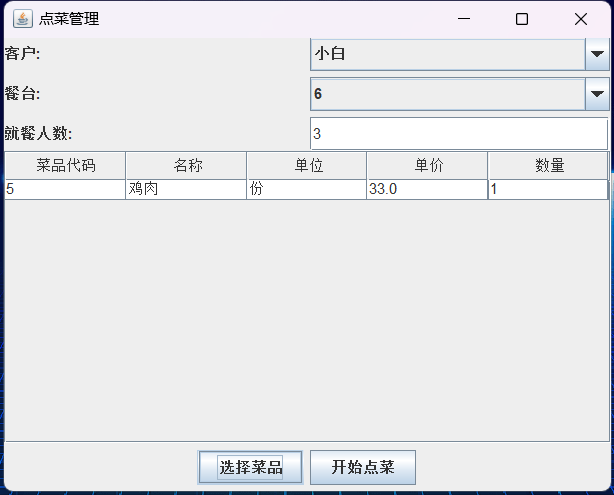 点菜管理
客户: 小白
餐台: 6
就餐人数: 3
菜品代码 名称 单位 单价 数量
5 鸡肉 份 33.0 1
选择菜品 开始点菜